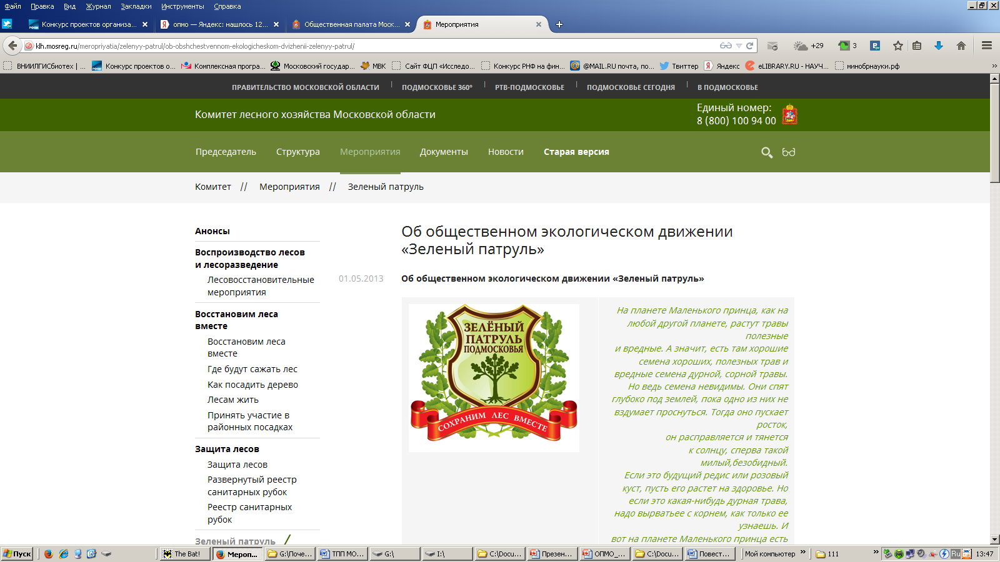 Файл Правка Вид Журнал Закладки Инструменты Справка
Конкурс проектов организа... опмо — Яндекс: нашлось 12... Общественная палата Моск... Мероприятия
klh.mosreg.ru/meropriyatia/zelenyy-patrul/ob-obshchestvennom-ekologicheskom-dvizhenii-zelenyy-patrul/ +29 3
ВНИИЛГИСбиотех | ... Конкурс проектов о... Комплексная програ... Московский государ... МВК Сайт ФЦП «Исследо... Конкурс РНФ на фин... @MAIL.RU почта, по... Твиттер Яндекс eLIBRARY.RU - НАУЧ... минобрнауки.рф
ПРАВИТЕЛЬСТВО МОСКОВСКОЙ ОБЛАСТИ ПОДМОСКОВЬЕ 360° РТВ-ПОДМОСКОВЬЕ ПОДМОСКОВЬЕ СЕГОДНЯ В ПОДМОСКОВЬЕ
Комитет лесного хозяйства Московской области
Единый номер:
8 (800) 100 94 00
Председатель Структура Мероприятия Документы Новости Старая версия
Комитет // Мероприятия // Зеленый патруль
Анонсы
Воспроизводство лесов
и лесоразведение
Лесовосстановительные
мероприятия
Восстановим леса
вместе
Восстановим леса
вместе
Где будут сажать лес
Как посадить дерево
Лесам жить
Принять участие в
районных посадках
Защита лесов
Защита лесов
Развернутый реестр
санитарных рубок
Реестр санитарных
рубок
Зеленый патруль
Об общественном экологическом движении
«Зеленый патруль»
01.05.2013
Об общественном экологическом движении «Зеленый патруль»
ЗЕЛЁНЫЙ
ПАТРУЛЬ
ПОДМОСКОВЬЯ
СОХРАНИМ ЛЕС ВМЕСТЕ
На планете Маленького принца, как на
любой другой планете, растут травы
полезные
и вредные. А значит, есть там хорошие
семена хороших, полезных трав и
вредные семена дурной, сорной травы.
Но ведь семена невидимы. Они спят
глубоко под землей, пока одно из них не
вздумает проснуться. Тогда оно пускает
росток,
он расправляется и тянется
к солнцу, сперва такой
милый,безобидный.
Если это будущий редис или розовый
куст, пусть его растет на здоровье. Но
если это какая-нибудь дурная трава,
надо вырватьее с корнем, как только ее
узнаешь. И
вот на планете Маленького принца есть
Пуск The Bat! Мероп... G:\Поче... ТПП МО... G:\ I:\ C:\Docu... Презен... ОПМО_... C:\Docu... Повест... Мой компьютер » 111 » Ru 13:47